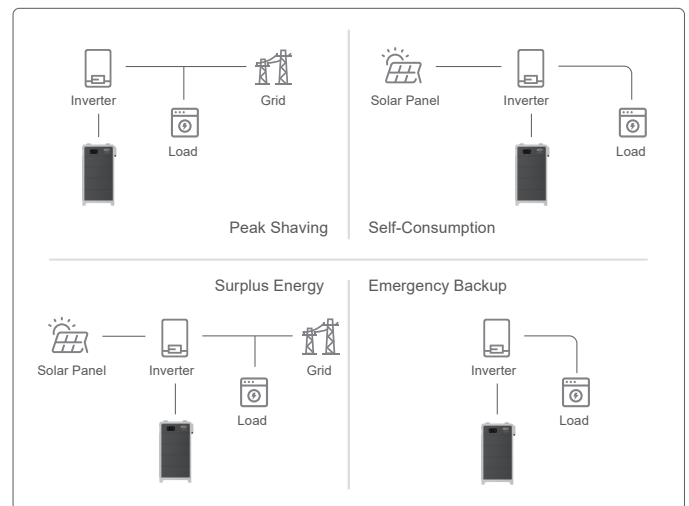 Inverter
Grid
Load
Peak Shaving
Solar Panel
Inverter
Load
Self-Consumption
Surplus Energy
Solar Panel
Inverter
Grid
Load
Emergency Backup
Inverter
Load